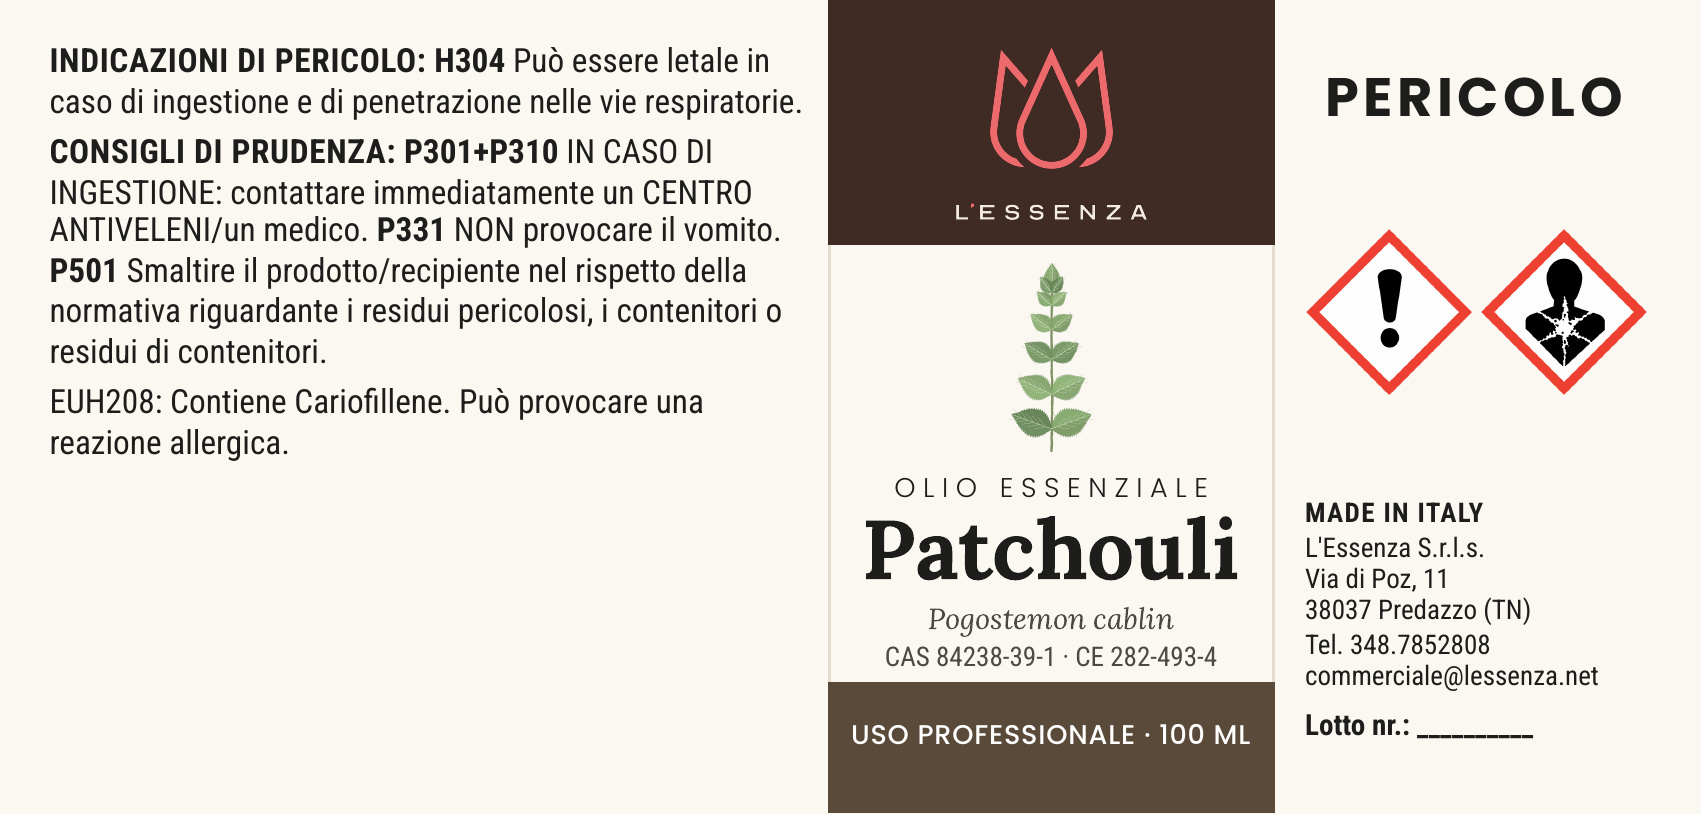 INDICAZIONI DI PERICOLO: H304 Può essere letale in
caso di ingestione e di penetrazione nelle vie respiratorie.
CONSIGLI DI PRUDENZA: P301+P310 IN CASO DI
INGESTIONE: contattare immediatamente un CENTRO
ANTIVELENI/un medico. P331 NON provocare il vomito.
P501 Smaltire il prodotto/recipiente nel rispetto della
normativa riguardante i residui pericolosi, i contenitori o
residui di contenitori.
EUH208: Contiene Cariofillene. Può provocare una
reazione allergica.
L'ESSENZA
OLIO ESSENZIALE
Patchouli
Pogostemon cablin
CAS 84238-39-1 · CE 282-493-4
USO PROFESSIONALE · 100 ML
PERICOLO
MADE IN ITALY
L'Essenza S.r.l.s.
Via di Poz, 11
38037 Predazzo (TN)
Tel. 348.7852808
commerciale@lessenza.net
Lotto nr.: __________